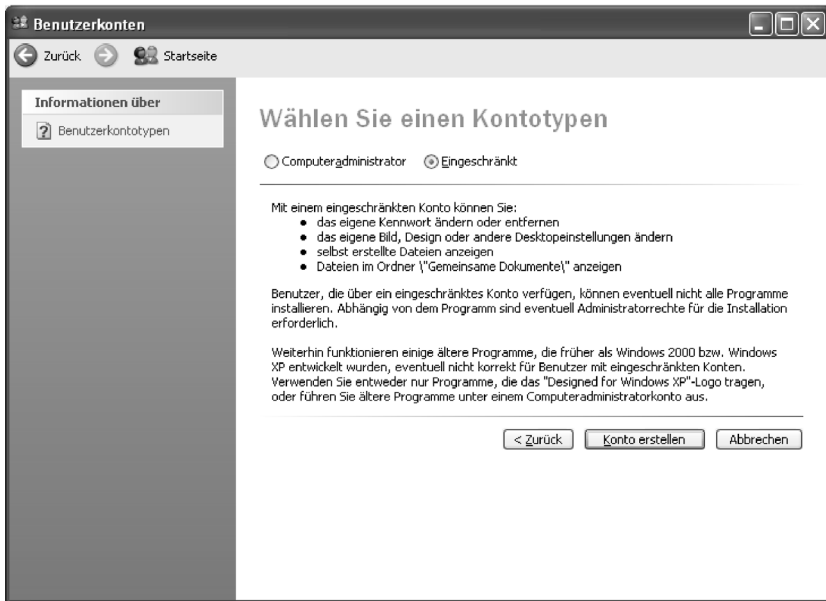 Benutzerkonten
Zurück Startseite
Informationen über
Benutzerkontotypen
Wählen Sie einen Kontotypen
Computeradministrator Eingeschränkt
Mit einem eingeschränkten Konto können Sie:
• das eigene Kennwort ändern oder entfernen
• das eigene Bild, Design oder andere Desktopeinstellungen ändern
• selbst erstellte Dateien anzeigen
• Dateien im Ordner \"Gemeinsame Dokumente\" anzeigen
Benutzer, die über ein eingeschränktes Konto verfügen, können eventuell nicht alle Programme
installieren. Abhängig von dem Programm sind eventuell Administratorrechte für die Installation
erforderlich.
Weiterhin funktionieren einige ältere Programme, die früher als Windows 2000 bzw. Windows
XP entwickelt wurden, eventuell nicht korrekt für Benutzer mit eingeschränkten Konten.
Verwenden Sie entweder nur Programme, die das "Designed for Windows XP"-Logo tragen,
oder führen Sie ältere Programme unter einem Computeradministratorkonto aus.
< Zurück Konto erstellen Abbrechen